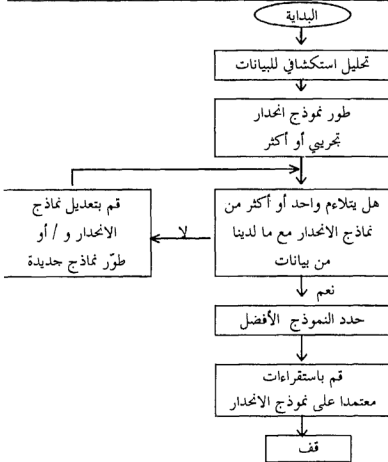 البداية
تحليل استكشافي للبيانات
طور نموذج انحدار
تجريبي أو أكثر
هل يتلاءم واحد أو أكثر من
نماذج الانحدار مع ما لدينا
من بيانات
لا
قم بتعديل نماذج
الانحدار و / أو
طوّر نماذج جديدة
نعم
حدد النموذج الأفضل
قم باستقراءات
معتمدا على نموذج الانحدار
قف